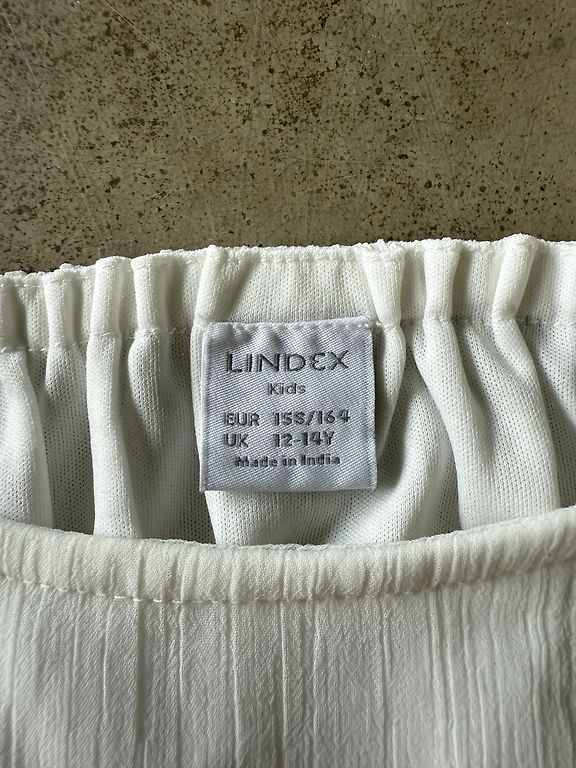 LINDEX
Kids
EUR 158/164
UK 12-14Y
Made in India